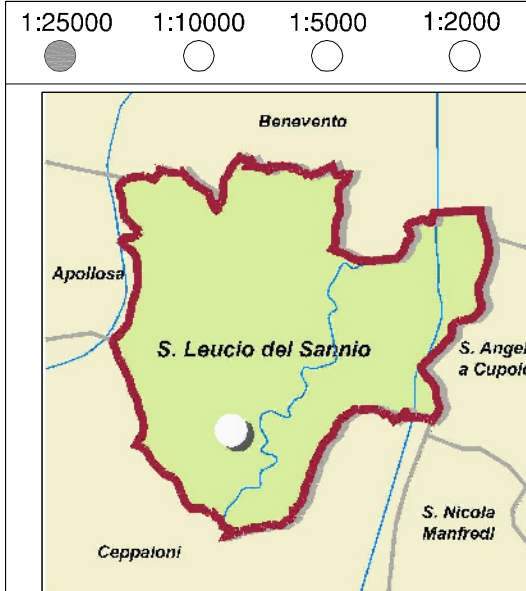 1:25000 1:10000 1:5000 1:2000
Benevento
Apollosa
S. Leucio del Sannio
S. Angel
a Cupolo
S. Nicola
Manfredi
Ceppaloni